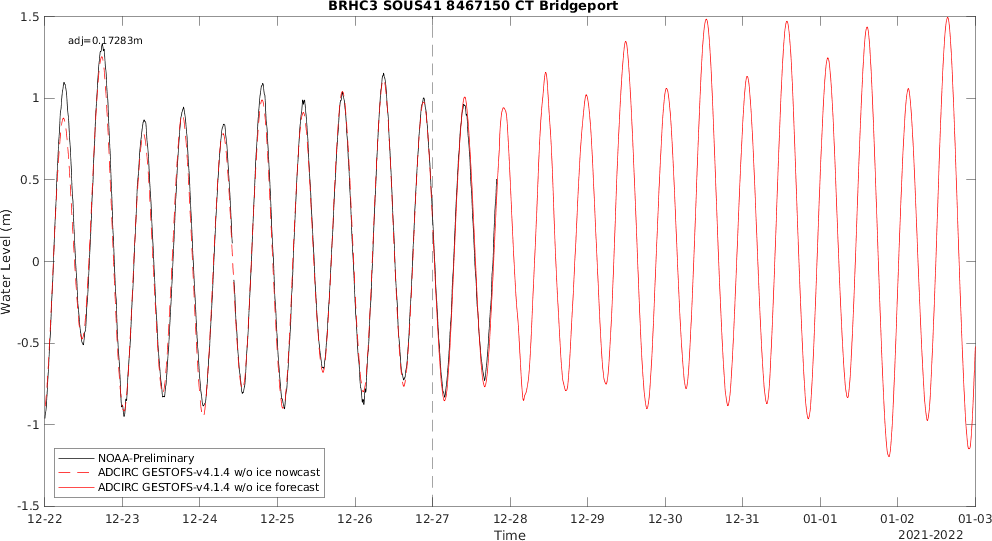 BRHC3 SOUS41 8467150 CT Bridgeport
adj=0.17283m
1.5
1
0.5
0
-0.5
-1
-1.5
Water Level (m)
NOAA-Preliminary
ADCIRC GESTOFS-v4.1.4 w/o ice nowcast
ADCIRC GESTOFS-v4.1.4 w/o ice forecast
12-22 12-23 12-24 12-25 12-26 12-27 12-28 12-29 12-30 12-31 01-01 01-02 01-03
Time
2021-2022